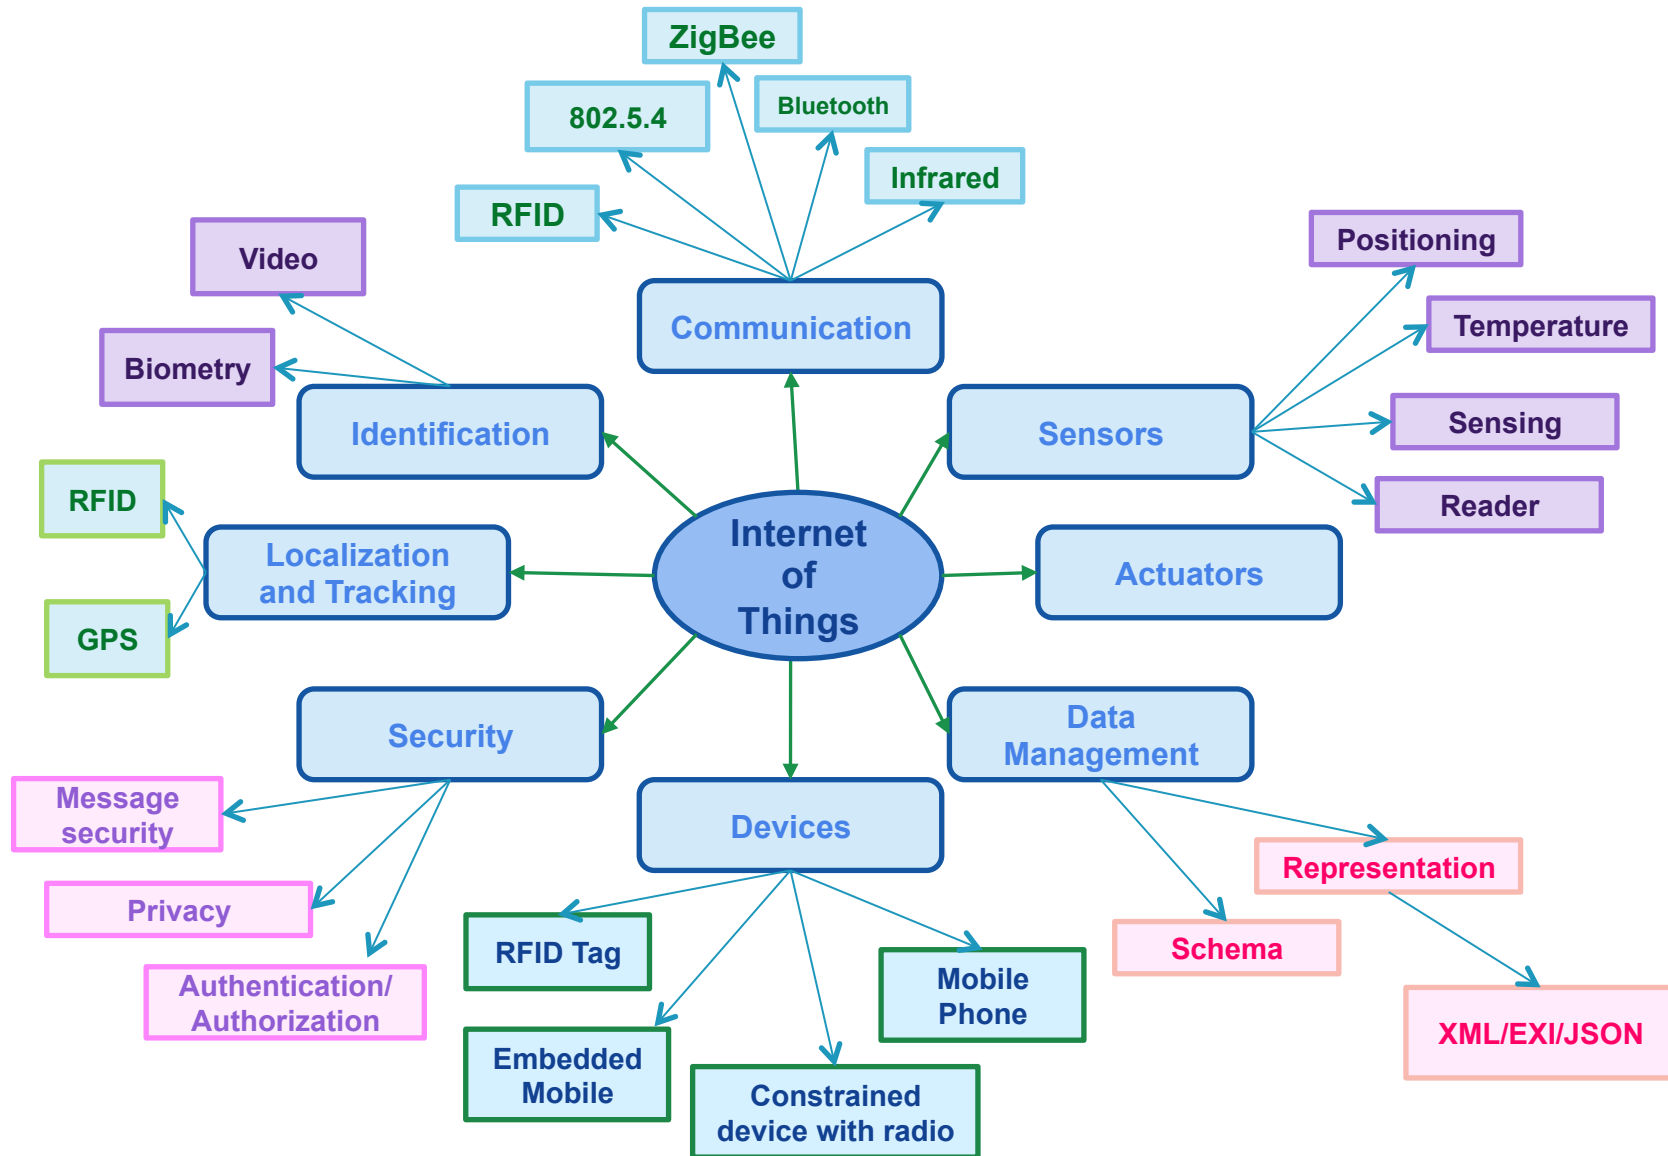 ZigBee
802.5.4
Bluetooth
Infrared
RFID
Video
Positioning
Biometry
Communication
Temperature
Identification
Sensors
Sensing
RFID
Reader
Localization
and Tracking
Internet
of
Things
Actuators
GPS
Security
Data
Management
Message
security
Devices
Representation
Privacy
RFID Tag
Schema
Authentication/
Authorization
Mobile
Phone
XML/EXI/JSON
Embedded
Mobile
Constrained
device with radio